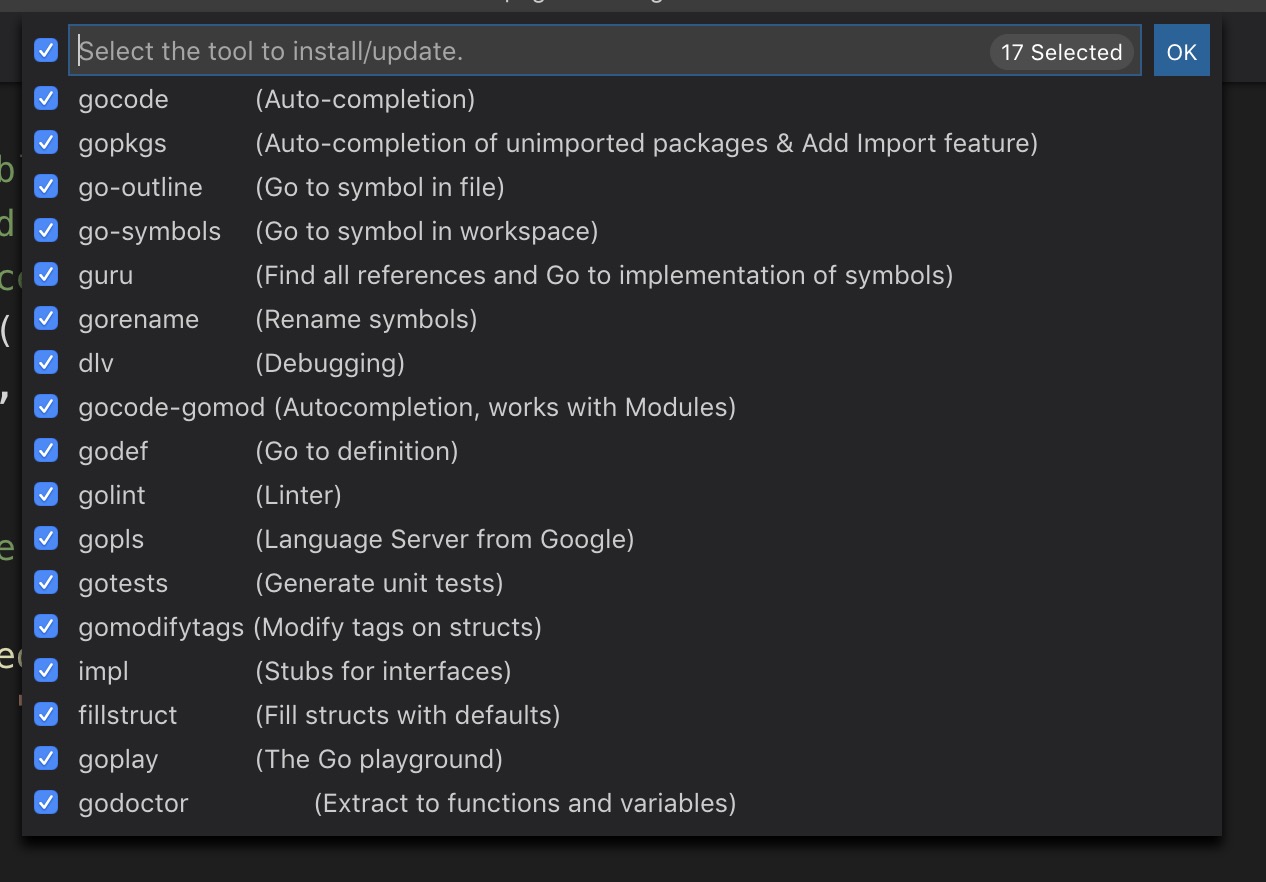 Select the tool to install/update. 17 Selected OK
gocode (Auto-completion)
gopkgs (Auto-completion of unimported packages & Add Import feature)
go-outline (Go to symbol in file)
go-symbols (Go to symbol in workspace)
guru (Find all references and Go to implementation of symbols)
gorename (Rename symbols)
dlv (Debugging)
gocode-gomod (Autocompletion, works with Modules)
godef (Go to definition)
golint (Linter)
gopls (Language Server from Google)
gotests (Generate unit tests)
gomodifytags (Modify tags on structs)
impl (Stubs for interfaces)
fillstruct (Fill structs with defaults)
goplay (The Go playground)
godoctor (Extract to functions and variables)